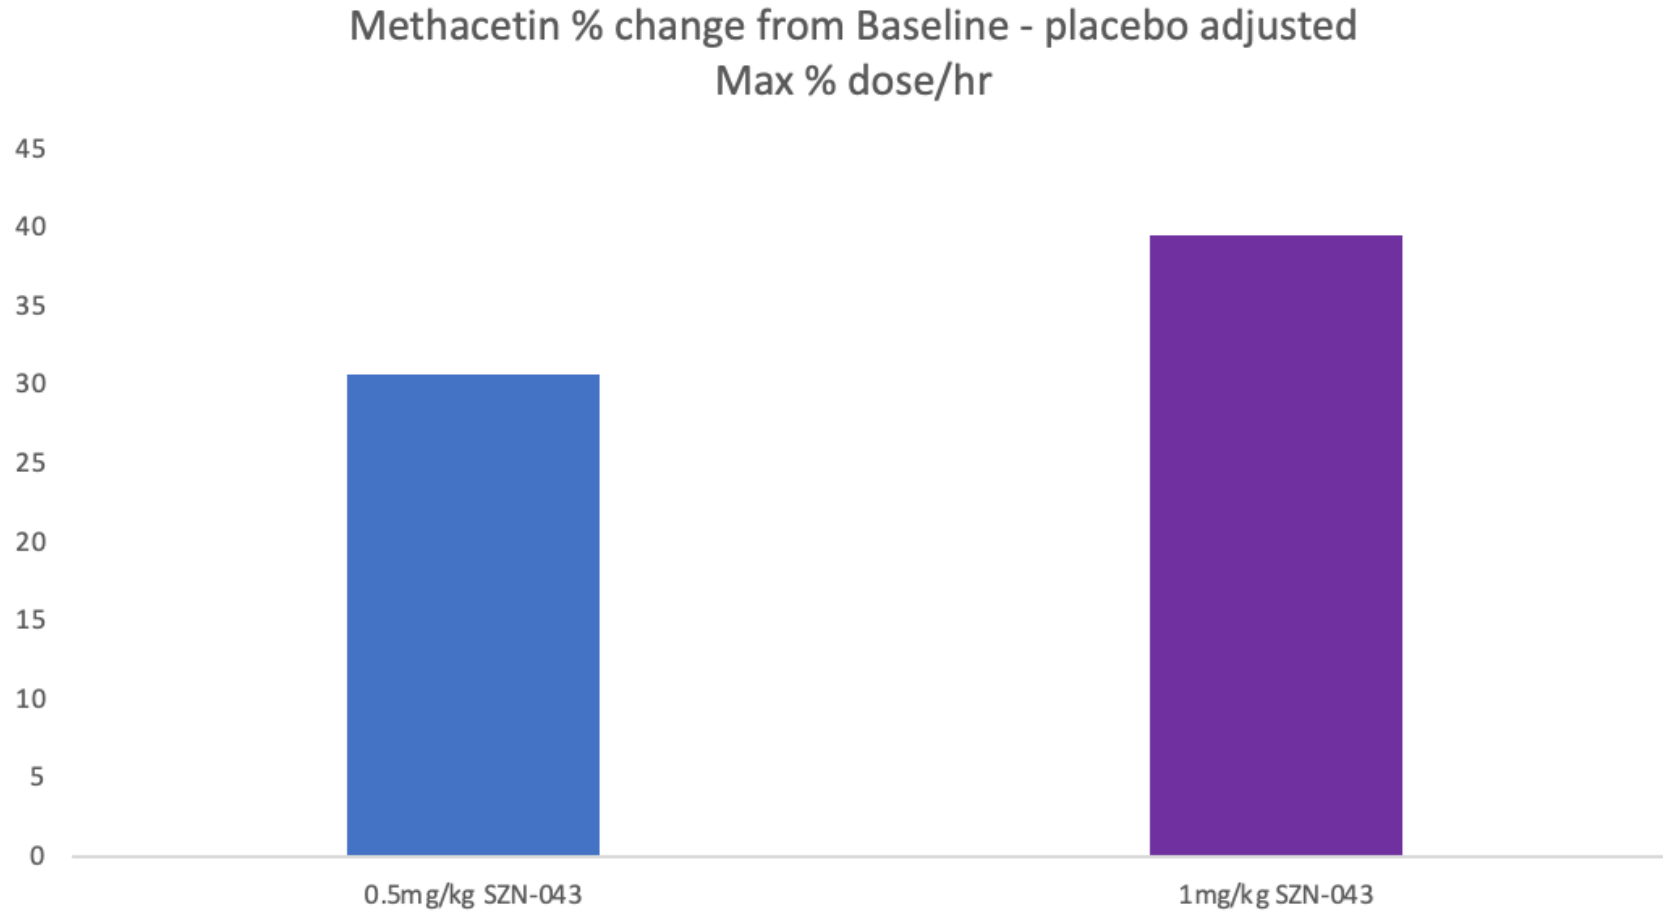 Methacetin % change from Baseline - placebo adjusted
Max % dose/hr
45
40
35
30
25
20
15
10
5
0
0.5mg/kg SZN-043
1mg/kg SZN-043